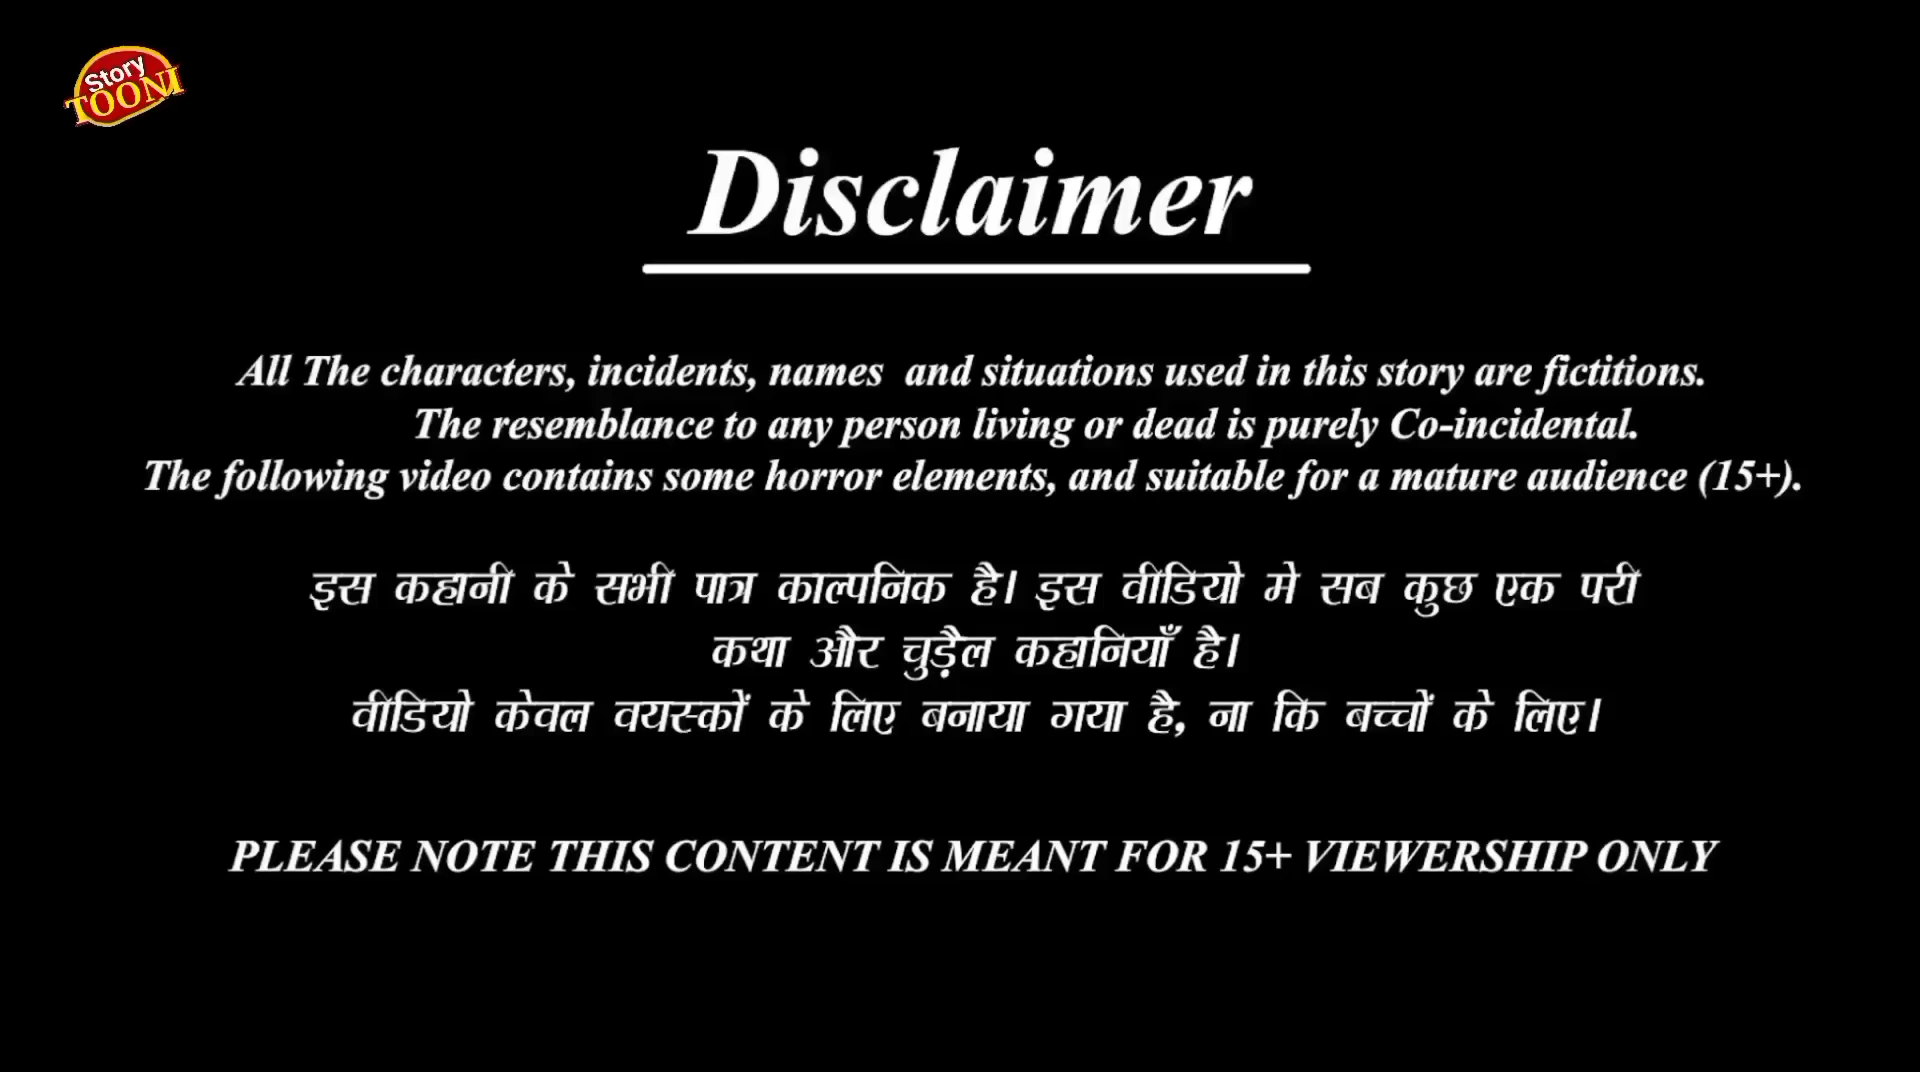 Story
TOONI
Disclaimer
All The characters, incidents, names and situations used in this story are fictitions.
The resemblance to any person living or dead is purely Co-incidental.
The following video contains some horror elements, and suitable for a mature audience (15+).
इस कहानी के सभी पात्र काल्पनिक है। इस वीडियो मे सब कुछ एक परी
कथा और चुड़ैल कहानियाँ है।
वीडियो केवल वयस्कों के लिए बनाया गया है, ना कि बच्चों के लिए।
PLEASE NOTE THIS CONTENT IS MEANT FOR 15+ VIEWERSHIP ONLY